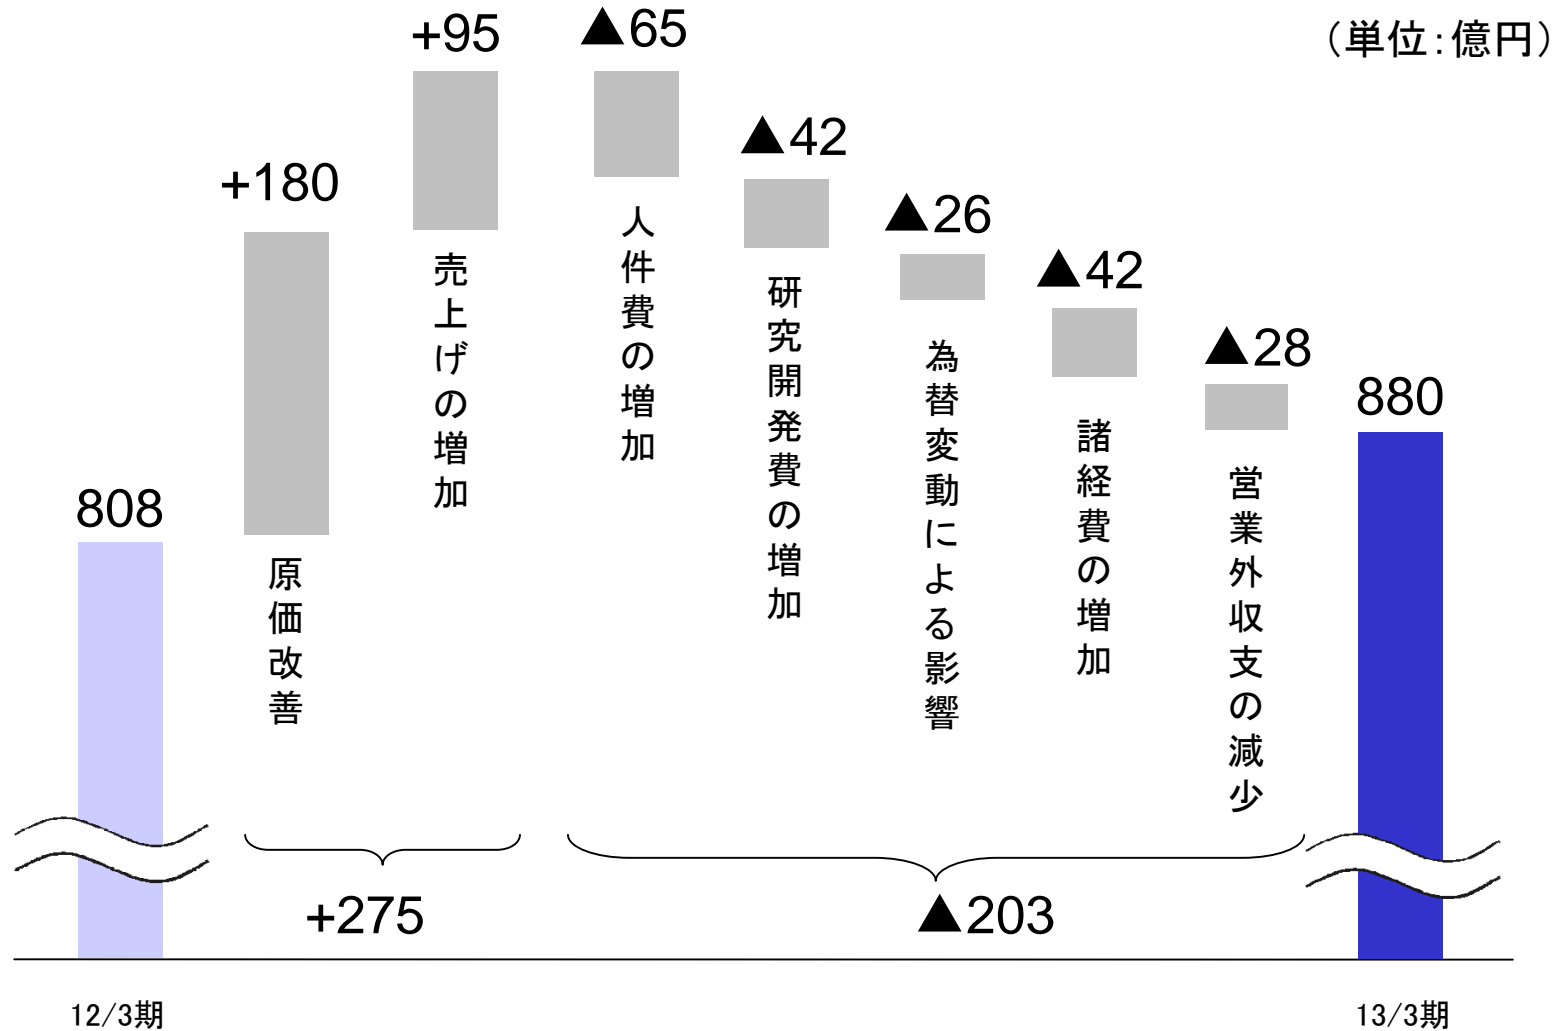 (単位:億円)
808
+180
原価改善
+95
売上げの増加
▲65
人件費の増加
▲42
研究開発費の増加
▲26
為替変動による影響
▲42
諸経費の増加
▲28
営業外収支の減少
880
+275
▲203
12/3期
13/3期